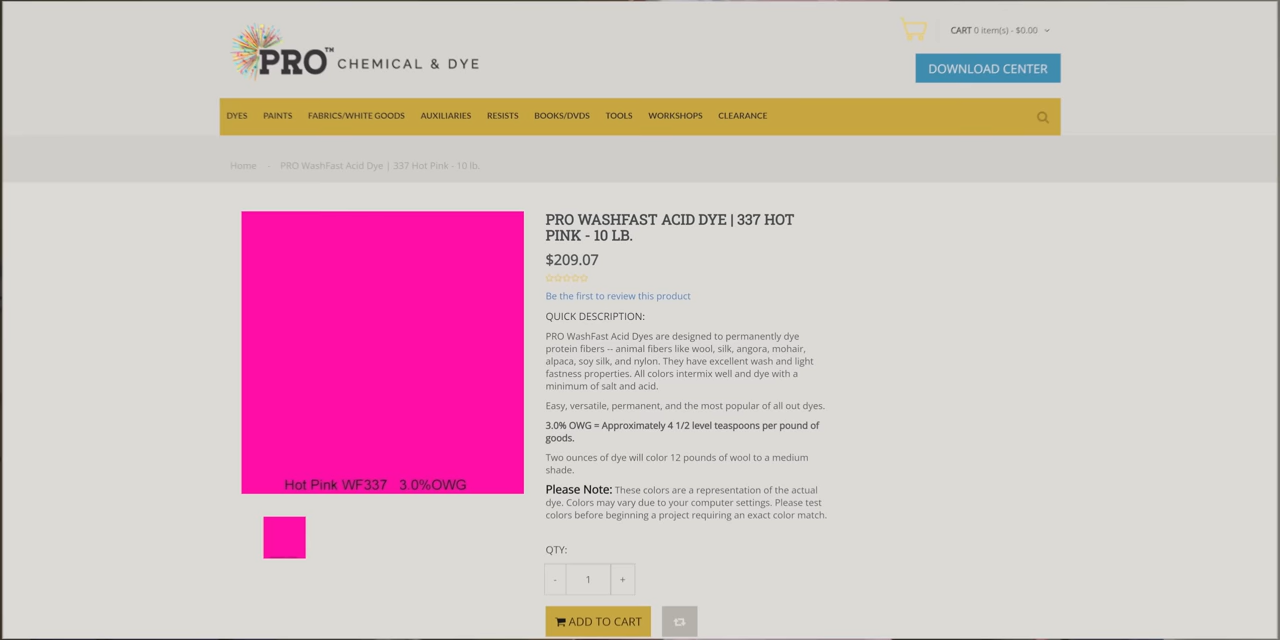 CART 0 item(s) - $0.00
PRO™ CHEMICAL & DYE
DOWNLOAD CENTER
DYES PAINTS FABRICS/WHITE GOODS AUXILIARIES RESISTS BOOKS/DVDS TOOLS WORKSHOPS CLEARANCE
Home - PRO WashFast Acid Dye | 337 Hot Pink - 10 lb.
PRO WASHFAST ACID DYE | 337 HOT
PINK - 10 LB.
$209.07
Be the first to review this product
QUICK DESCRIPTION:
PRO WashFast Acid Dyes are designed to permanently dye
protein fibers -- animal fibers like wool, silk, angora, mohair,
alpaca, soy silk, and nylon. They have excellent wash and light
fastness properties. All colors intermix well and dye with a
minimum of salt and acid.
Easy, versatile, permanent, and the most popular of all out dyes.
3.0% OWG = Approximately 4 1/2 level teaspoons per pound of
goods.
Two ounces of dye will color 12 pounds of wool to a medium
shade.
Please Note: These colors are a representation of the actual
dye. Colors may vary due to your computer settings. Please test
colors before beginning a project requiring an exact color match.
Hot Pink WF337 3.0%OWG
QTY:
- 1 +
ADD TO CART